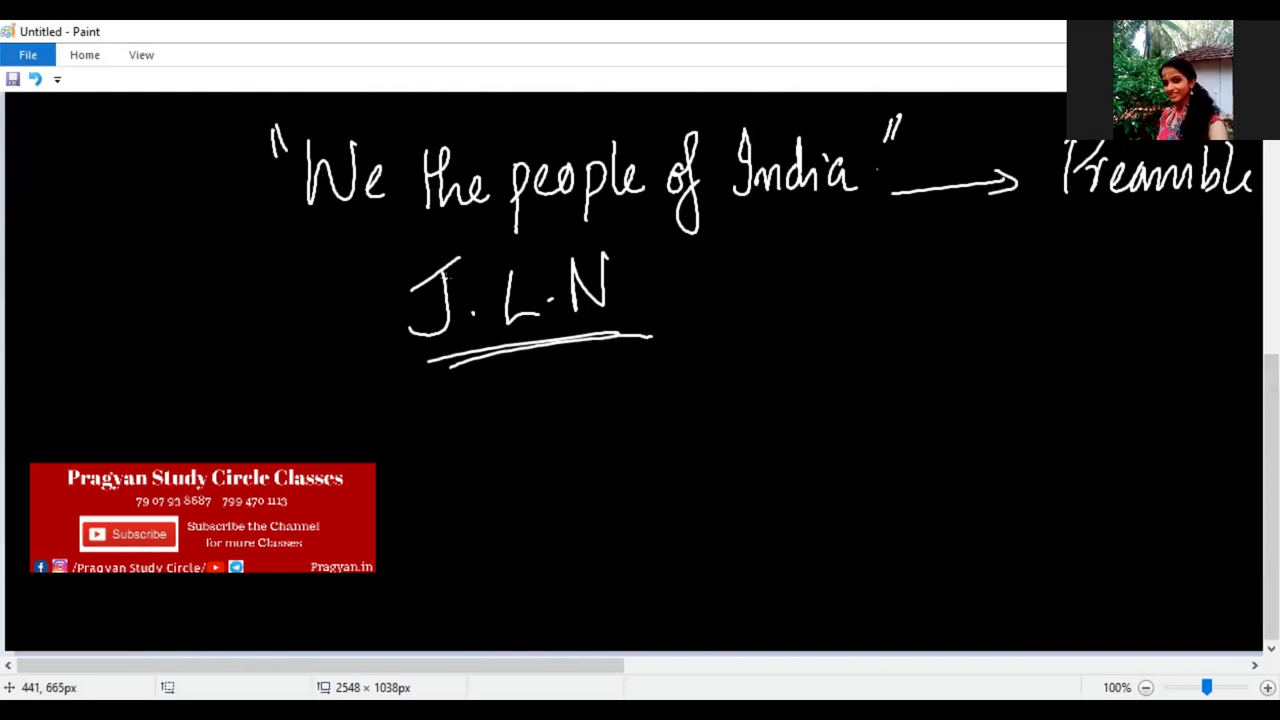 Untitled - Paint
File Home View
"We the people of India" → Preamble
J. L. N
Pragyan Study Circle Classes
79 07 93 8687 799 470 1113
Subscribe
Subscribe the Channel
for more Classes
/Pragyan Study Circle/
Pragyan.in
441, 665px
2548 × 1038px
100%